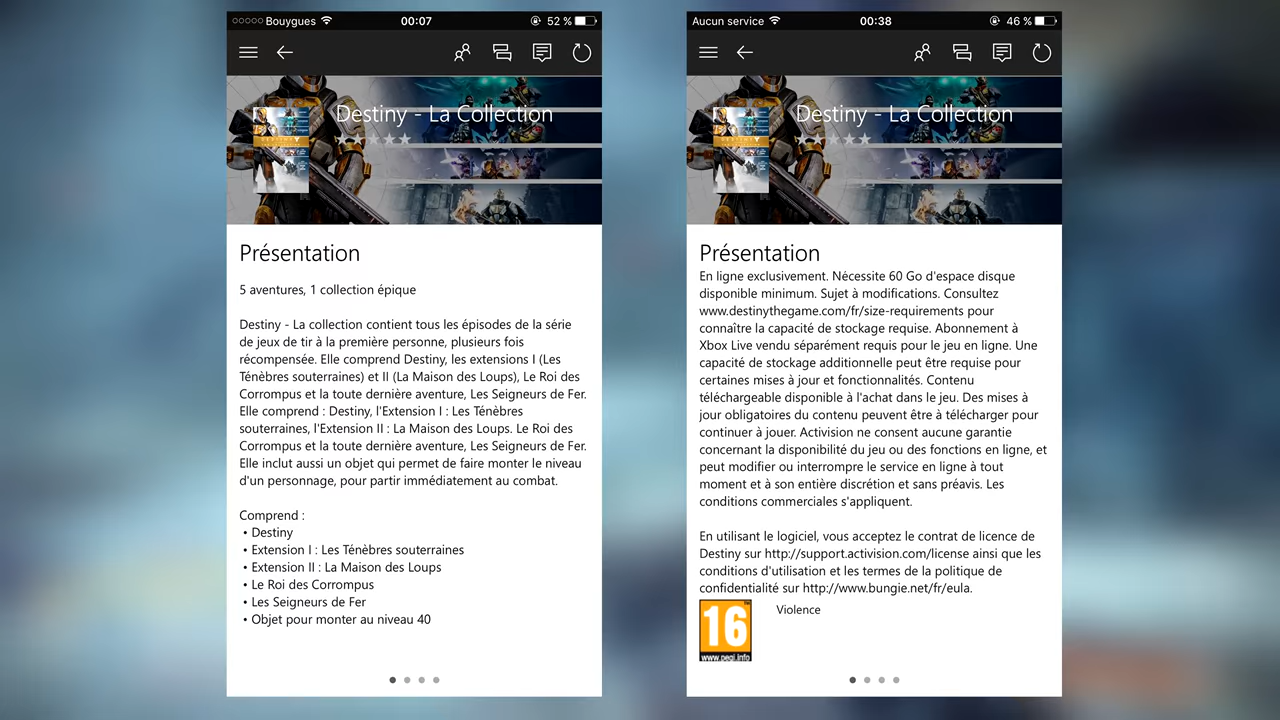 Bouygues
00:07
52 %
Destiny - La Collection
Présentation
5 aventures, 1 collection épique
Destiny - La collection contient tous les épisodes de la série
de jeux de tir à la première personne, plusieurs fois
récompensée. Elle comprend Destiny, les extensions I (Les
Ténèbres souterraines) et II (La Maison des Loups), Le Roi des
Corrompus et la toute dernière aventure, Les Seigneurs de Fer.
Elle comprend : Destiny, l'Extension I : Les Ténèbres
souterraines, l'Extension II : La Maison des Loups. Le Roi des
Corrompus et la toute dernière aventure, Les Seigneurs de Fer.
Elle inclut aussi un objet qui permet de faire monter le niveau
d'un personnage, pour partir immédiatement au combat.
Comprend :
• Destiny
• Extension I : Les Ténèbres souterraines
• Extension II : La Maison des Loups
• Le Roi des Corrompus
• Les Seigneurs de Fer
• Objet pour monter au niveau 40
Aucun service
00:38
46 %
Destiny - La Collection
Présentation
En ligne exclusivement. Nécessite 60 Go d'espace disque
disponible minimum. Sujet à modifications. Consultez
www.destinythegame.com/fr/size-requirements pour
connaître la capacité de stockage requise. Abonnement à
Xbox Live vendu séparément requis pour le jeu en ligne. Une
capacité de stockage additionnelle peut être requise pour
certaines mises à jour et fonctionnalités. Contenu
téléchargeable disponible à l'achat dans le jeu. Des mises à
jour obligatoires du contenu peuvent être à télécharger pour
continuer à jouer. Activision ne consent aucune garantie
concernant la disponibilité du jeu ou des fonctions en ligne, et
peut modifier ou interrompre le service en ligne à tout
moment et à son entière discrétion et sans préavis. Les
conditions commerciales s'appliquent.
En utilisant le logiciel, vous acceptez le contrat de licence de
Destiny sur http://support.activision.com/license ainsi que les
conditions d'utilisation et les termes de la politique de
confidentialité sur http://www.bungie.net/fr/eula.
16
www.pegi.info
Violence